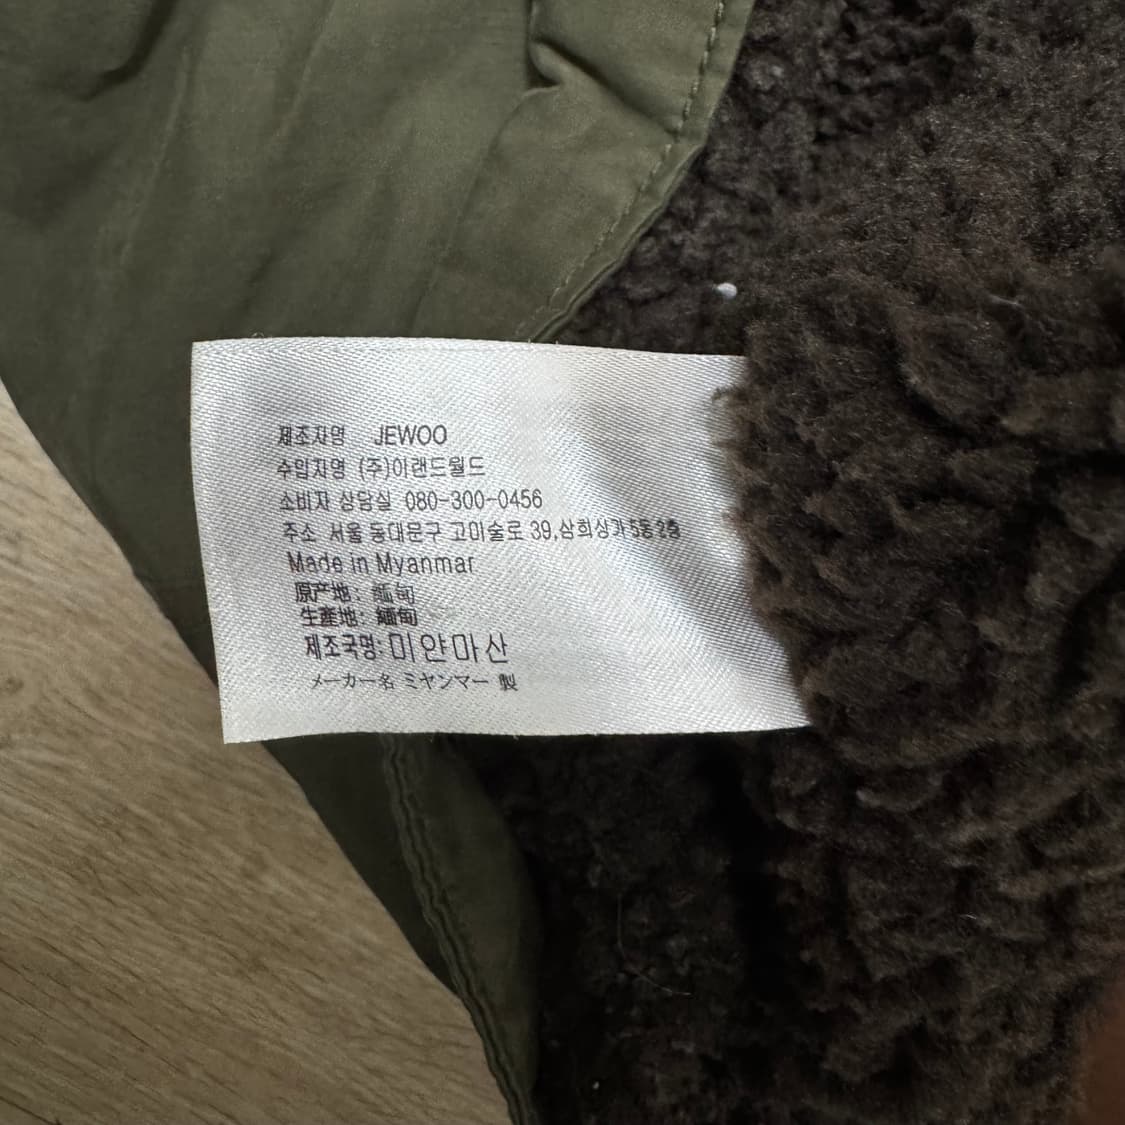 제조자명 JEWOO
수입자명 (주)이랜드월드
소비자 상담실 080-300-0456
주소 서울 동대문구 고미술로 39,삼희상가5동2층
Made in Myanmar
原产地: 缅甸
生產地: 緬甸
제조국명:미얀마산
メーカー名 ミヤンマー 製